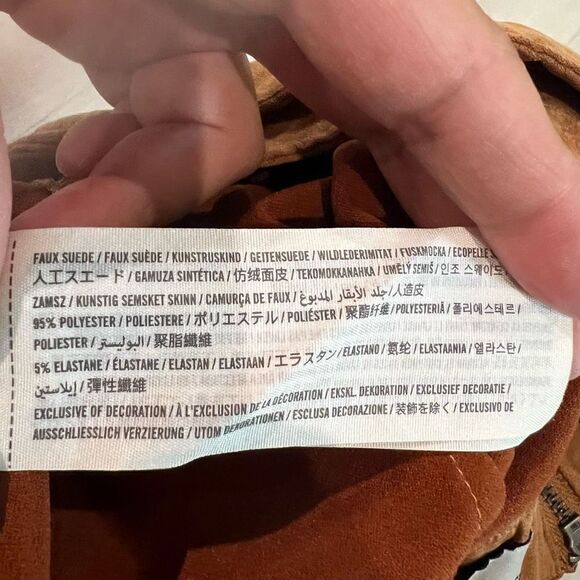 FAUX SUEDE / FAUX SUÈDE / KUNSTRUSKIND / GEITENSUEDE / WILDLEDERIMITAT / FUSKMOCKA / ECOPELLE
人工スエード / GAMUZA SINTÉTICA / 仿绒面皮 / TEKOMOKKANAHKA / UMĚLÝ SEMIŠ / 인조 스웨이드
ZAMSZ / KUNSTIG SEMSKET SKINN / CAMURÇA DE FAUX / جلد الأبقار المدبوغ / 人造皮
95% POLYESTER / POLIESTERE / ポリエステル / POLIÉSTER / 聚酯纤维 / POLYESTERIÄ / 폴리에스테르 /
POLIESTER / البوليستر / 聚脂纖維
5% ELASTANE / ÉLASTANE / ELASTAN / ELASTAAN / エラスタン / ELASTANO / 氨纶 / ELASTAANIA / 엘라스탄 /
إيلاستين / 彈性纖維
EXCLUSIVE OF DECORATION / À L'EXCLUSION DE LA DÉCORATION / EKSKL. DEKORATION / EXCLUSIEF DECORATIE /
AUSSCHLIESSLICH VERZIERUNG / UTOM DEKORATIONEN / ESCLUSA DECORAZIONE / 装飾を除く / EXCLUSIVO DE